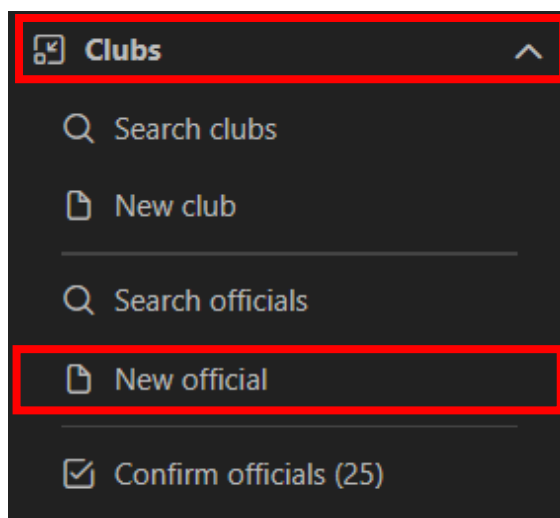 Clubs
Search clubs
New club
Search officials
New official
Confirm officials (25)